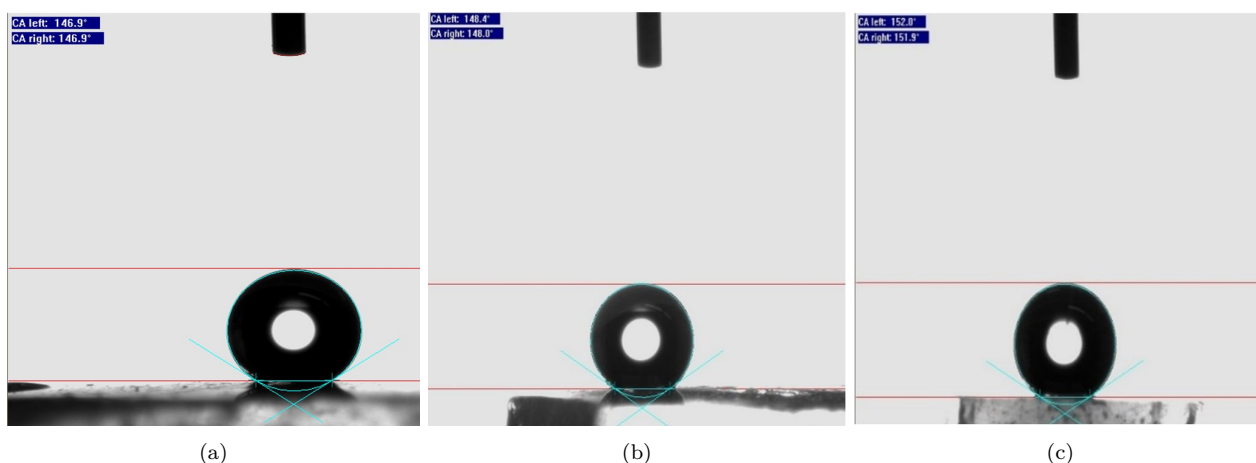 CA left: 146.9°
CA right: 146.9°
CA left: 148.4°
CA right: 148.0°
CA left: 152.0°
CA right: 151.9°
(a)
(b)
(c)